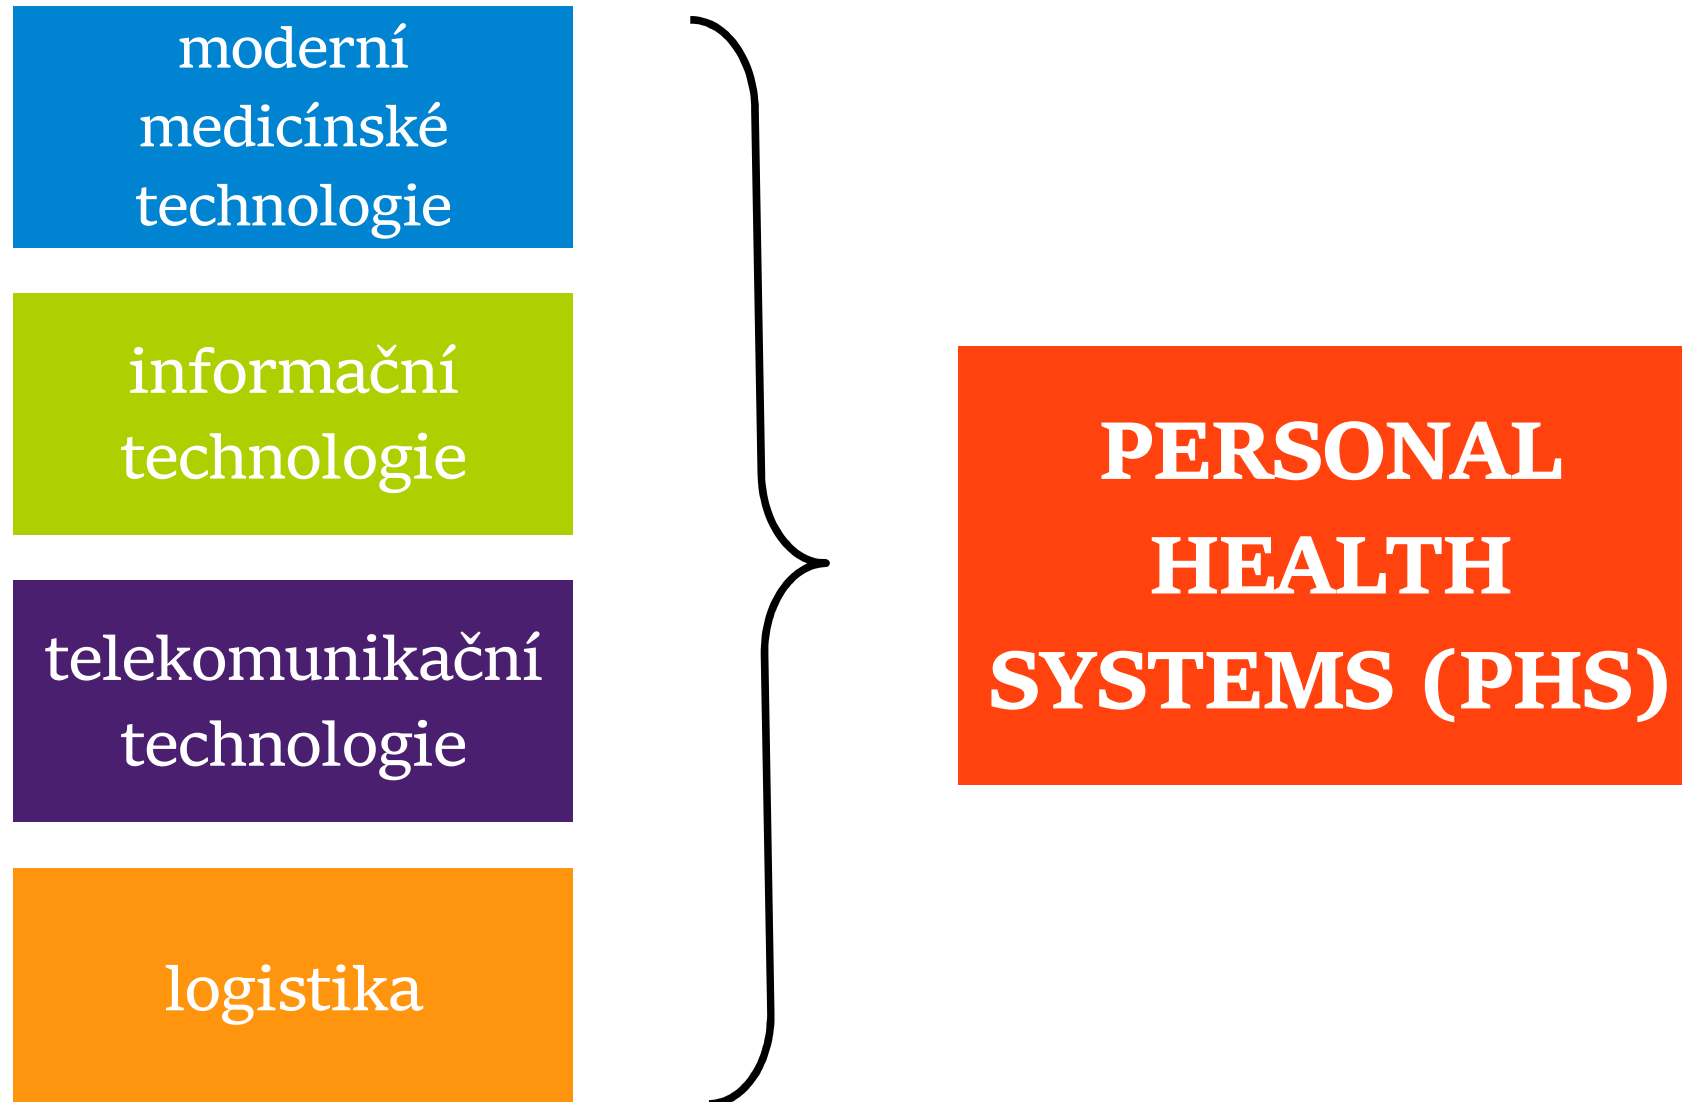 moderní
medicínské
technologie
informační
technologie
telekomunikační
technologie
logistika
PERSONAL
HEALTH
SYSTEMS (PHS)